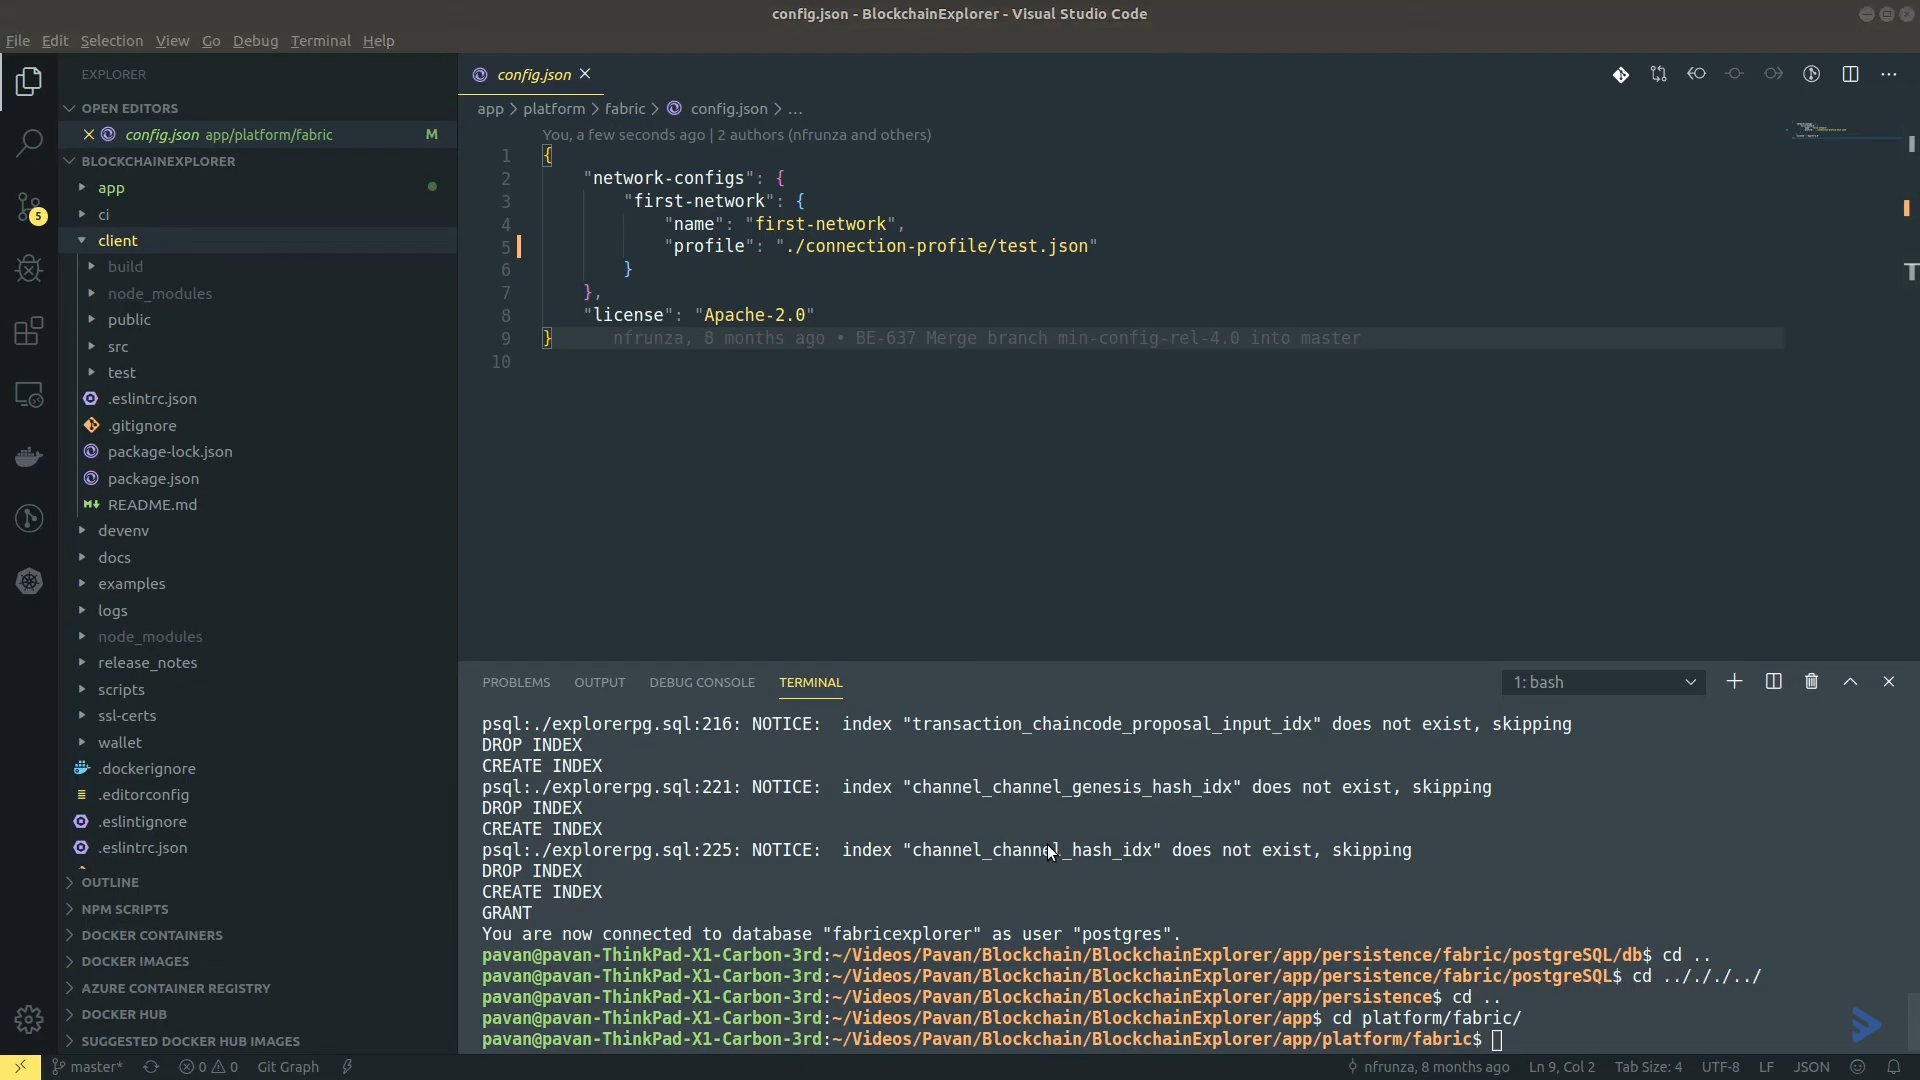 config.json - BlockchainExplorer - Visual Studio Code
File Edit Selection View Go Debug Terminal Help
EXPLORER
OPEN EDITORS
config.json app/platform/fabric M
BLOCKCHAINEXPLORER
app
ci
5
client
build
node_modules
public
src
test
.eslintrc.json
.gitignore
package-lock.json
package.json
README.md
devenv
docs
examples
logs
node_modules
release_notes
scripts
ssl-certs
wallet
.dockerignore
.editorconfig
.eslintignore
.eslintrc.json
OUTLINE
NPM SCRIPTS
DOCKER CONTAINERS
DOCKER IMAGES
AZURE CONTAINER REGISTRY
DOCKER HUB
SUGGESTED DOCKER HUB IMAGES
config.json
app > platform > fabric > config.json > ...
You, a few seconds ago | 2 authors (nfrunza and others)
1 {
2 "network-configs": {
3 "first-network": {
4 "name": "first-network",
5 "profile": "./connection-profile/test.json"
6 }
7 },
8 "license": "Apache-2.0"
9 } nfrunza, 8 months ago • BE-637 Merge branch min-config-rel-4.0 into master
10
PROBLEMS OUTPUT DEBUG CONSOLE TERMINAL 1: bash
psql:./explorerpg.sql:216: NOTICE:  index "transaction_chaincode_proposal_input_idx" does not exist, skipping
DROP INDEX
CREATE INDEX
psql:./explorerpg.sql:221: NOTICE:  index "channel_channel_genesis_hash_idx" does not exist, skipping
DROP INDEX
CREATE INDEX
psql:./explorerpg.sql:225: NOTICE:  index "channel_channel_hash_idx" does not exist, skipping
DROP INDEX
CREATE INDEX
GRANT
You are now connected to database "fabricexplorer" as user "postgres".
pavan@pavan-ThinkPad-X1-Carbon-3rd:~/Videos/Pavan/Blockchain/BlockchainExplorer/app/persistence/fabric/postgreSQL/db$ cd ..
pavan@pavan-ThinkPad-X1-Carbon-3rd:~/Videos/Pavan/Blockchain/BlockchainExplorer/app/persistence/fabric/postgreSQL$ cd .././././../
pavan@pavan-ThinkPad-X1-Carbon-3rd:~/Videos/Pavan/Blockchain/BlockchainExplorer/app/persistence$ cd ..
pavan@pavan-ThinkPad-X1-Carbon-3rd:~/Videos/Pavan/Blockchain/BlockchainExplorer/app$ cd platform/fabric/
pavan@pavan-ThinkPad-X1-Carbon-3rd:~/Videos/Pavan/Blockchain/BlockchainExplorer/app/platform/fabric$
master* 0 0 Git Graph nfrunza, 8 months ago Ln 9, Col 2 Tab Size: 4 UTF-8 LF JSON